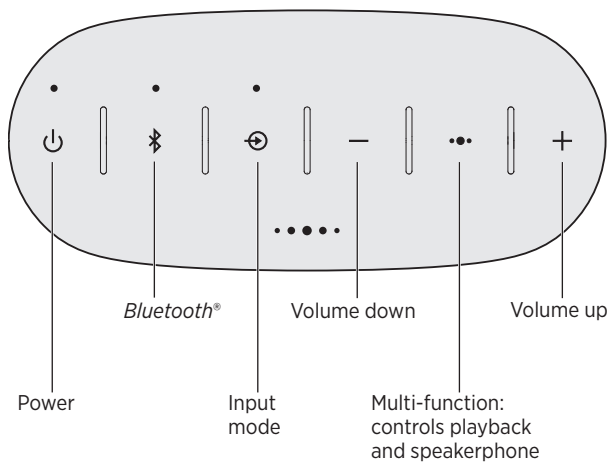 Bluetooth®
Volume down
Volume up
Power
Input
mode
Multi-function:
controls playback
and speakerphone